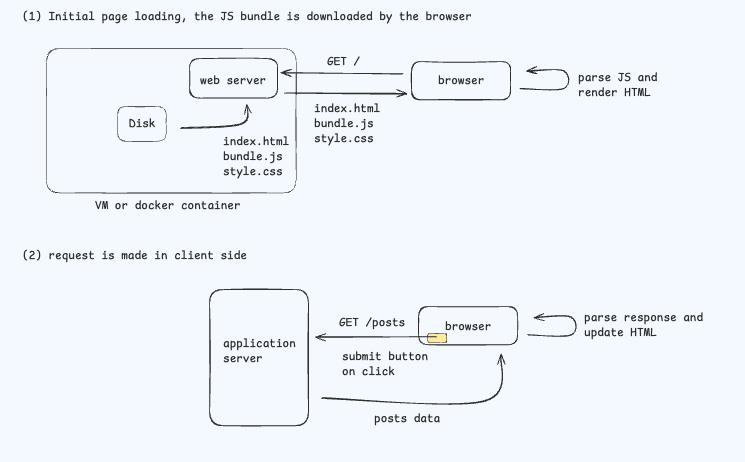 (1) Initial page loading, the JS bundle is downloaded by the browser
GET /
web server
browser
parse JS and
render HTML
index.html
bundle.js
style.css
Disk
index.html
bundle.js
style.css
VM or docker container
(2) request is made in client side
GET /posts
browser
parse response and
update HTML
application
server
submit button
on click
posts data